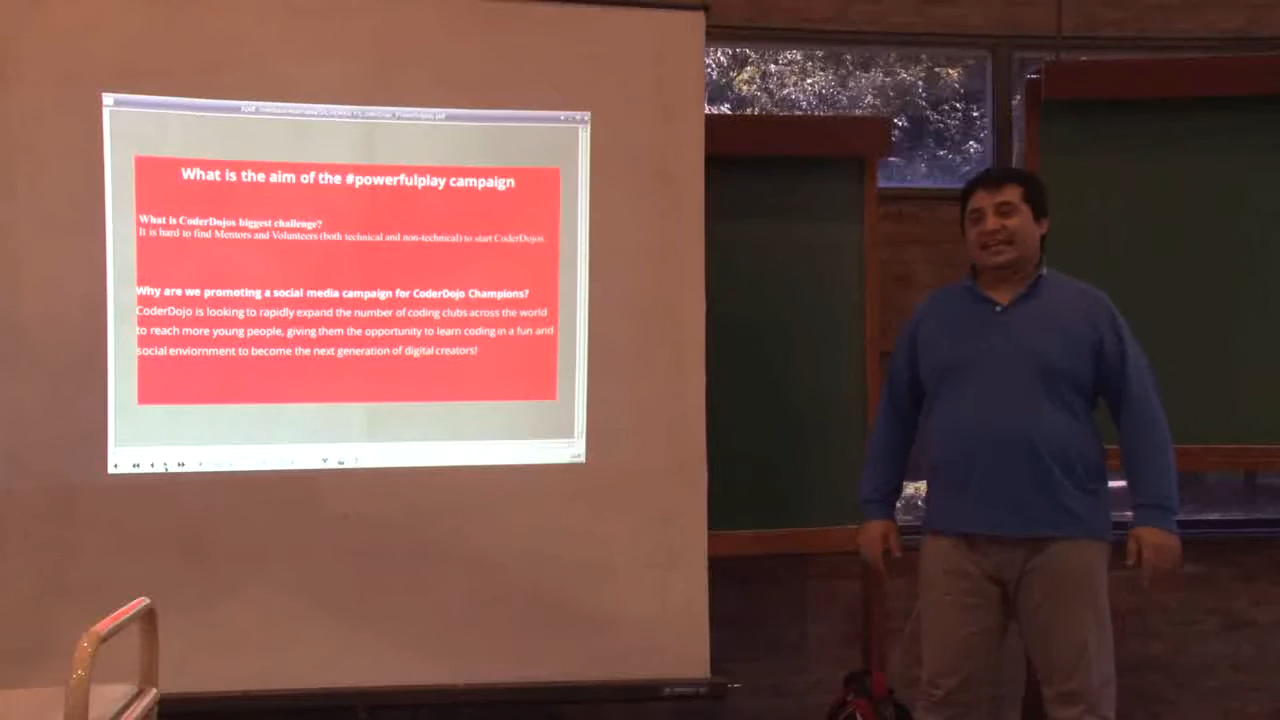 What is the aim of the #powerfulplay campaign
What is CoderDojos biggest challenge?
It is hard to find Mentors and Volunteers (both technical and non-technical) to start CoderDojos.
Why are we promoting a social media campaign for CoderDojo Champions?
CoderDojo is looking to rapidly expand the number of coding clubs across the world
to reach more young people, giving them the opportunity to learn coding in a fun and
social enviornment to become the next generation of digital creators!